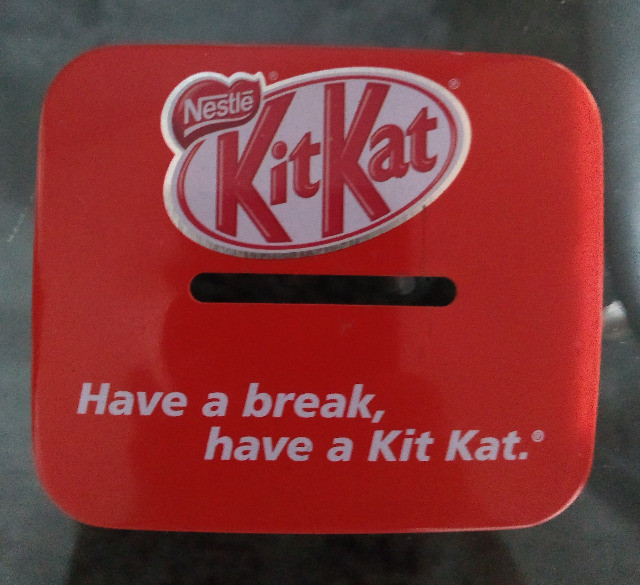 Nestlé®
KitKat®
Have a break,
have a Kit Kat.®